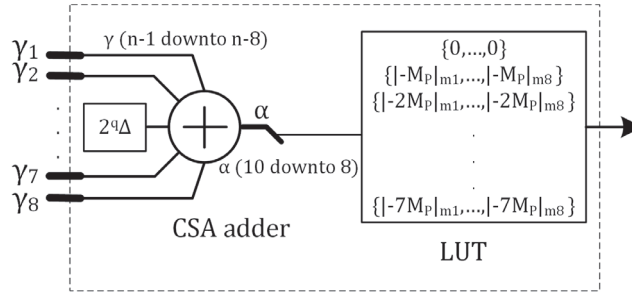 γ1
γ (n-1 downto n-8)
γ2
.
.
.
2qΔ
γ7
γ8
+
α
α (10 downto 8)
CSA adder
{0,...,0}
{|-MP|m1,...,|-MP|m8}
{|-2MP|m1,...,|-2MP|m8}
.
.
.
{|-7MP|m1,...,|-7MP|m8}
LUT